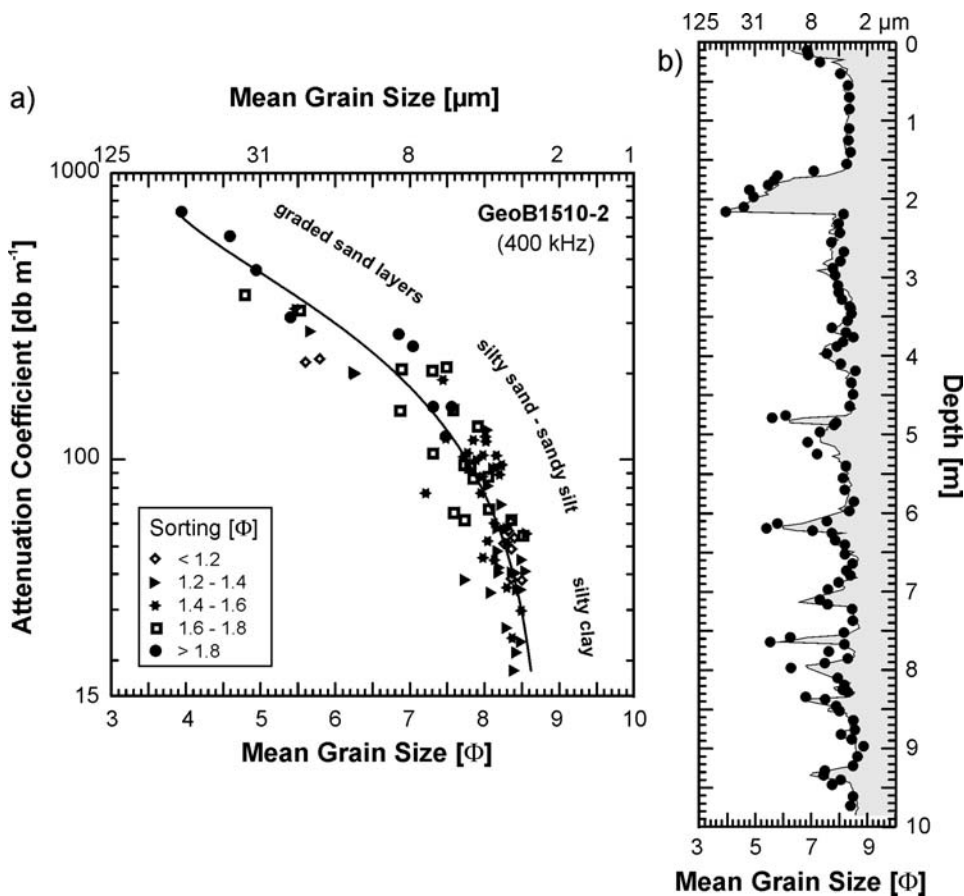 a)
Mean Grain Size [µm]
125 31 8 2 1
1000
100
15
Attenuation Coefficient [db m⁻¹]
GeoB1510-2
(400 kHz)
graded sand layers
silty sand - sandy silt
silty clay
Sorting [Φ]
< 1.2
1.2 - 1.4
1.4 - 1.6
1.6 - 1.8
> 1.8
3 4 5 6 7 8 9 10
Mean Grain Size [Φ]
b)
125 31 8 2 µm
0
1
2
3
4
5
6
7
8
9
10
Depth [m]
3 5 7 9
Mean Grain Size [Φ]